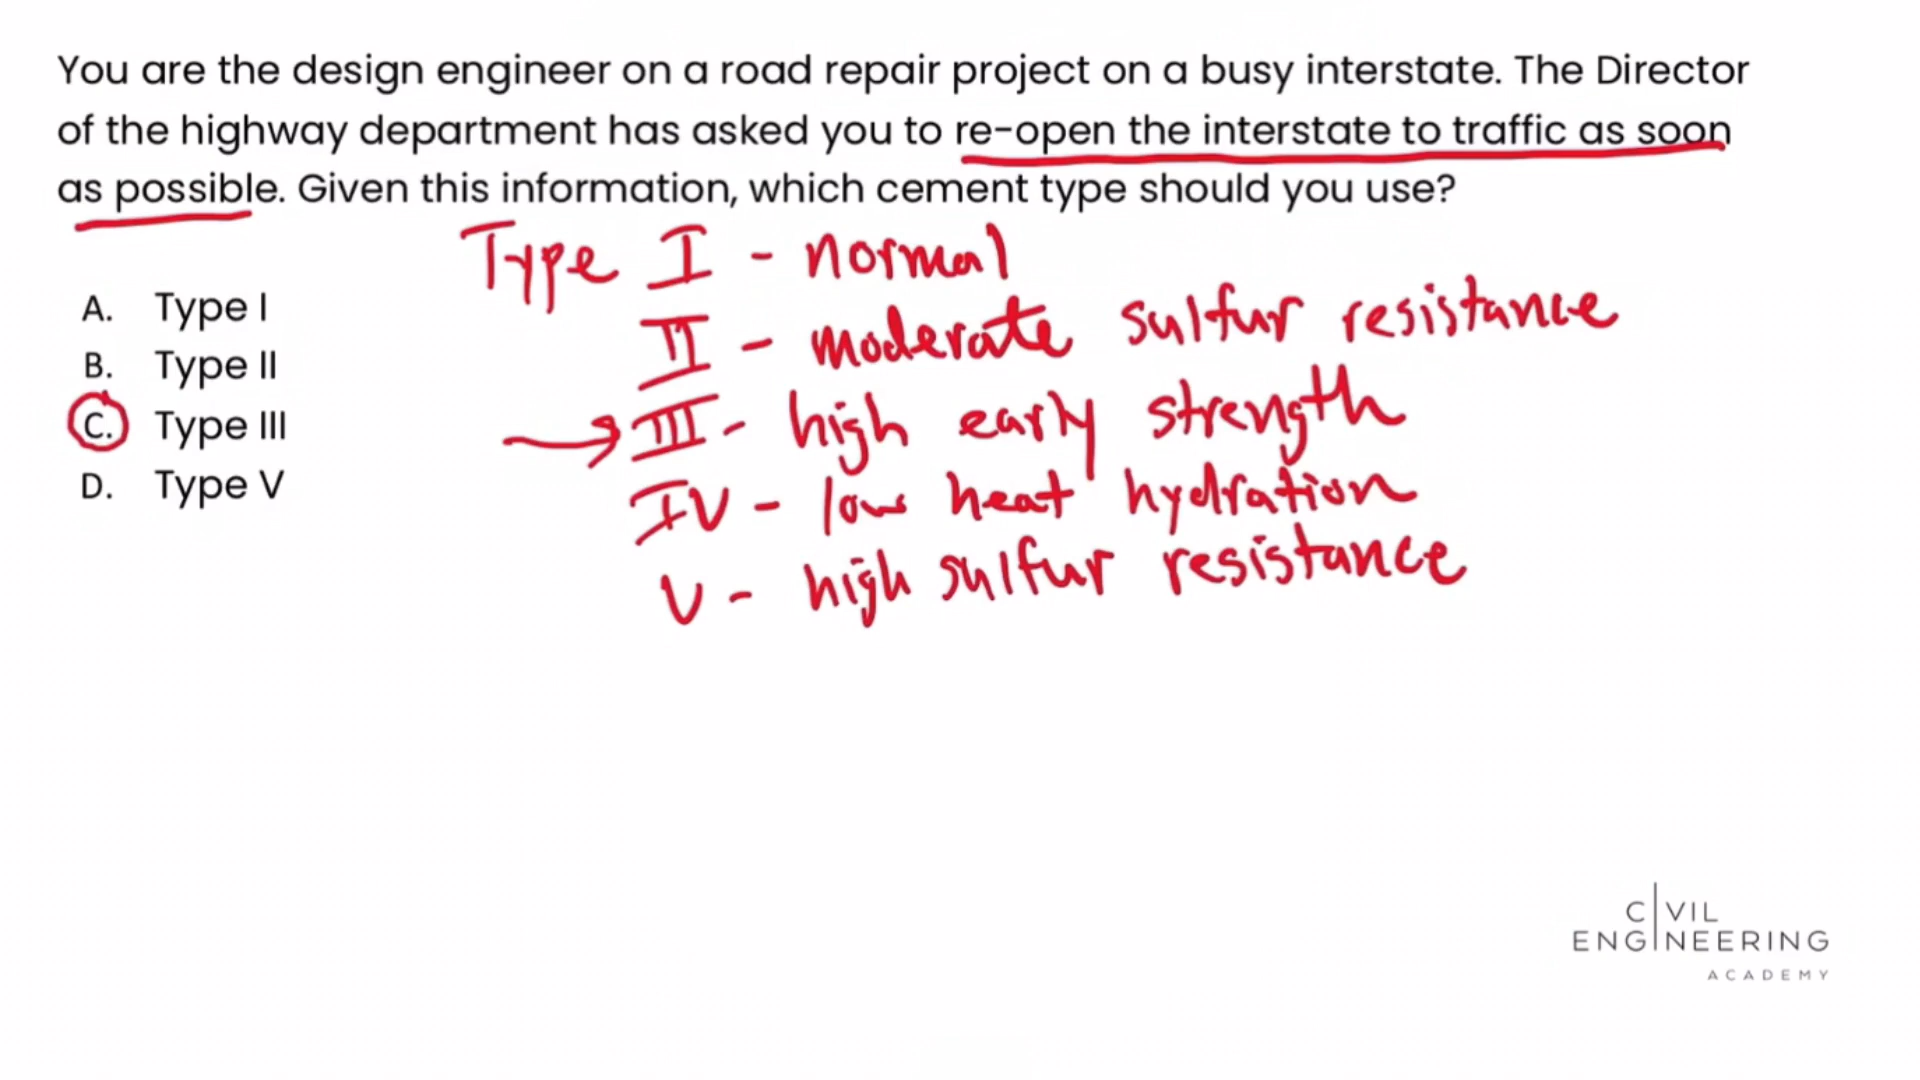 You are the design engineer on a road repair project on a busy interstate. The Director
of the highway department has asked you to re-open the interstate to traffic as soon
as possible. Given this information, which cement type should you use?
Type I - normal
A. Type I
II - moderate sulfur resistance
B. Type II
III - high early strength
C. Type III
IV - low heat hydration
D. Type V
V - high sulfur resistance
CIVIL
ENGINEERING
ACADEMY